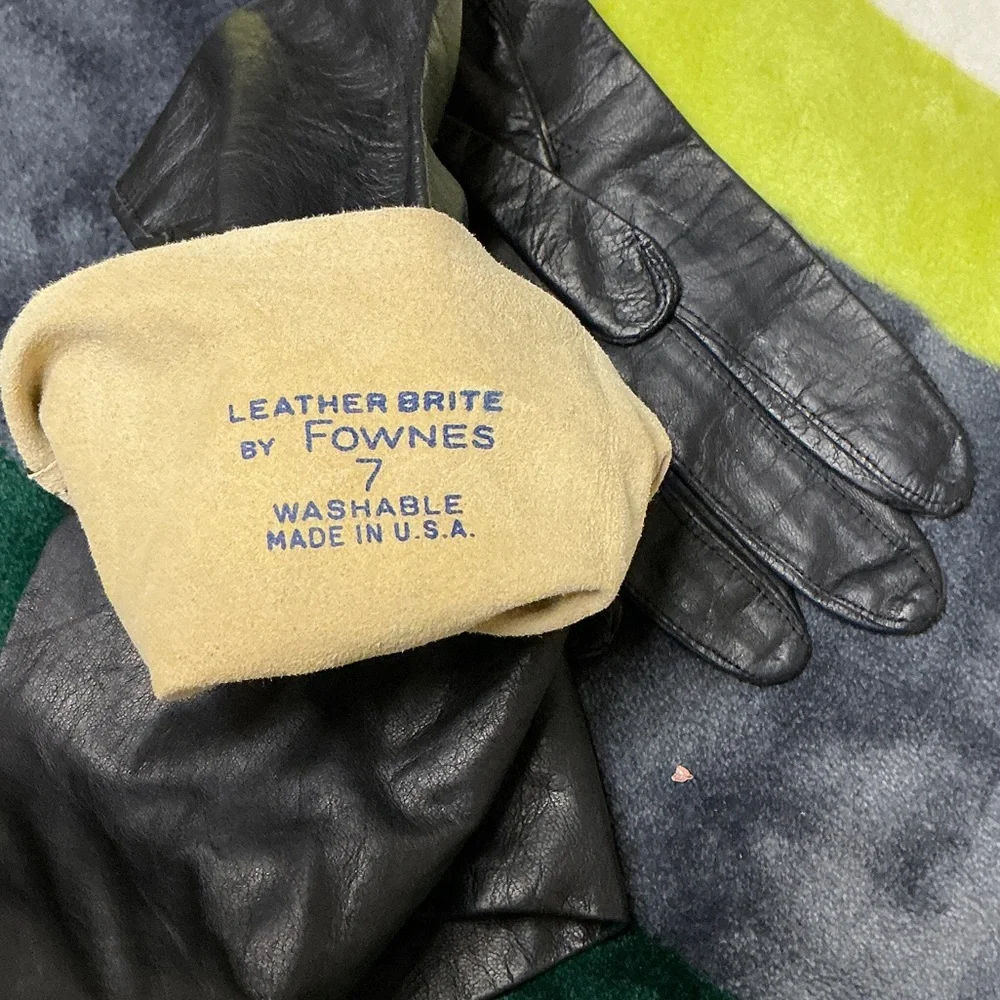 LEATHER BRITE
BY FOWNES
7
WASHABLE
MADE IN U.S.A.